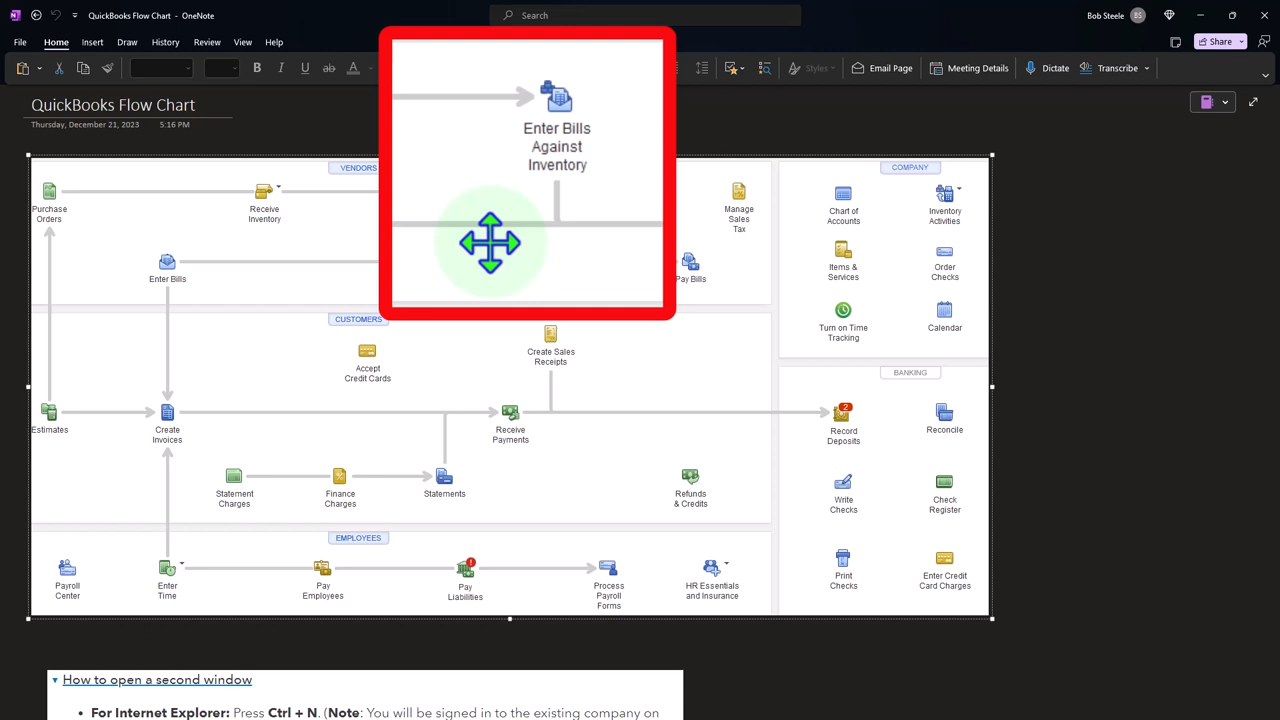 QuickBooks Flow Chart - OneNote
Search
Bob Steele
BS
File
Home
Insert
Draw
History
Review
View
Help
Share
B
I
U
ab
A
Styles
Email Page
Meeting Details
Dictate
Transcribe
QuickBooks Flow Chart
Thursday, December 21, 2023
5:16 PM
VENDORS
Purchase
Orders
Receive
Inventory
Enter Bills
Against
Inventory
Manage
Sales
Tax
Enter Bills
Pay Bills
COMPANY
Chart of
Accounts
Inventory
Activities
Items &
Services
Order
Checks
Turn on Time
Tracking
Calendar
CUSTOMERS
Accept
Credit Cards
Create Sales
Receipts
Estimates
Create
Invoices
Receive
Payments
Statement
Charges
Finance
Charges
Statements
Refunds
& Credits
BANKING
2
Record
Deposits
Reconcile
Write
Checks
Check
Register
Print
Checks
Enter Credit
Card Charges
EMPLOYEES
Payroll
Center
Enter
Time
Pay
Employees
Pay
Liabilities
Process
Payroll
Forms
HR Essentials
and Insurance
How to open a second window
• For Internet Explorer: Press Ctrl + N. (Note: You will be signed in to the existing company on